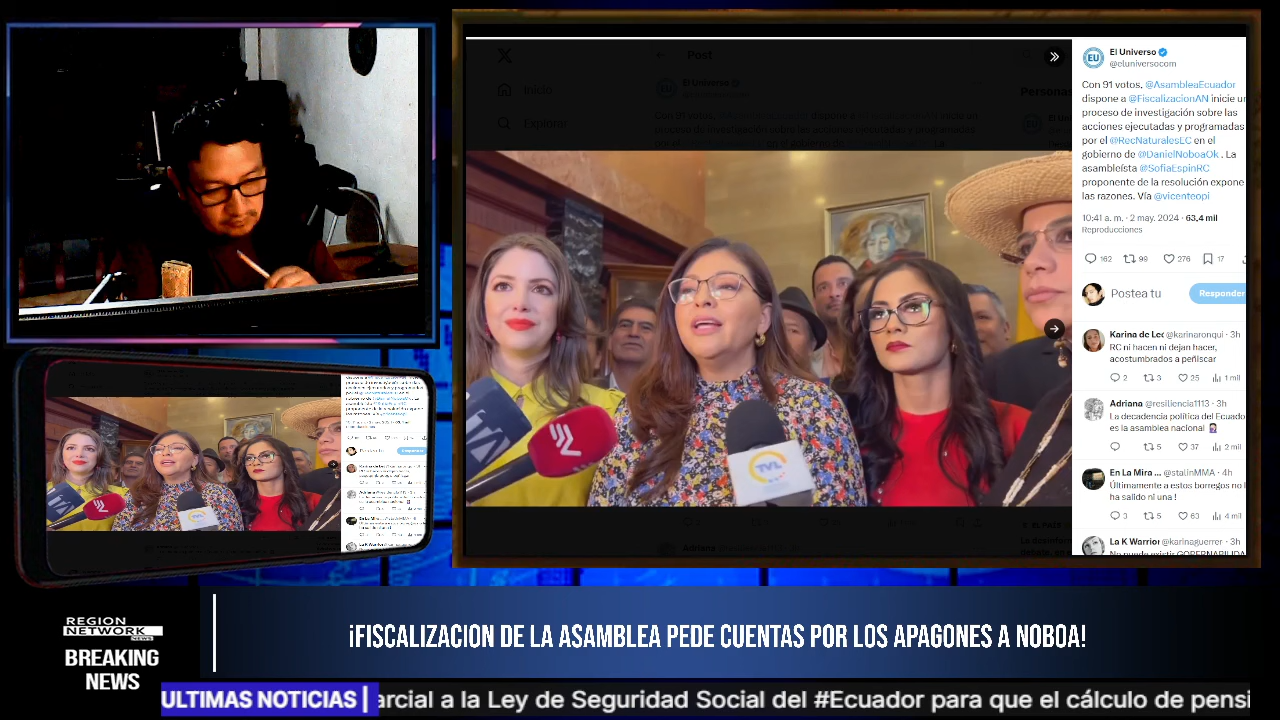 Post
Inicio
Explorar
El Universo
@eluniversocom
Con 91 votos, @AsambleaEcuador
dispone a @FiscalizacionAN inicie un
proceso de investigación sobre las
acciones ejecutadas y programadas
por el @RecNaturalesEC en el
gobierno de @DanielNoboaOk . La
asambleísta @SofiaEspinRC
proponente de la resolución expone
las razones. Vía @vicenteopi
10:41 a. m. · 2 may. 2024 · 63,4 mil
Reproducciones
162 99 276 17
Postea tu
Responder
Karina de Leó @karinaronqui · 3h
RC ni hacen ni dejan hacer,
acostumbrados a peñiscar
2 3 25 1 mil
Adriana @resiliencia1113 · 3h
La decadencia política del Ecuado
es la asamblea nacional
5 37 2 mil
En La Mira ... @stalinMMA · 4h
Últimamente a estos borregos no l
ha salido ni una !
3 5 63 4 mil
La K Warrior @karinaguerrer · 3h
No puede existir GOBERNABILIDA
TVL
REGION
NETWORK
NEWS
BREAKING
NEWS
¡FISCALIZACION DE LA ASAMBLEA PEDE CUENTAS POR LOS APAGONES A NOBOA!
ULTIMAS NOTICIAS | arcial a la Ley de Seguridad Social del #Ecuador para que el cálculo de pensi